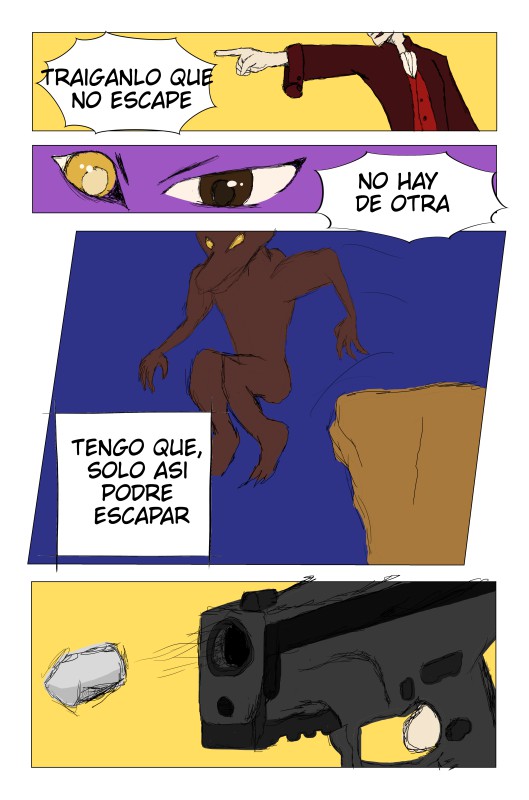 TRAIGANLO QUE
NO ESCAPE
NO HAY
DE OTRA
TENGO QUE,
SOLO ASI
PODRE
ESCAPAR